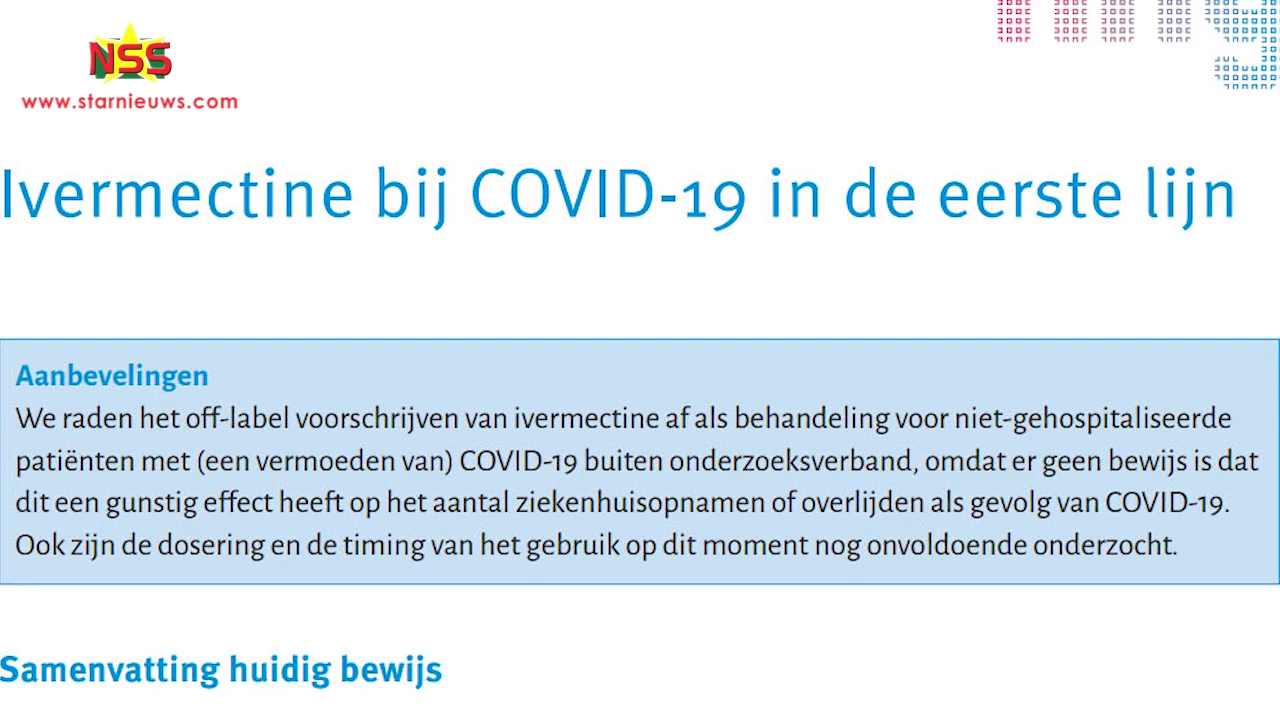 NSS
www.starnieuws.com
Ivermectine bij COVID-19 in de eerste lijn
Aanbevelingen
We raden het off-label voorschrijven van ivermectine af als behandeling voor niet-gehospitaliseerde
patiënten met (een vermoeden van) COVID-19 buiten onderzoeksverband, omdat er geen bewijs is dat
dit een gunstig effect heeft op het aantal ziekenhuisopnamen of overlijden als gevolg van COVID-19.
Ook zijn de dosering en de timing van het gebruik op dit moment nog onvoldoende onderzocht.
Samenvatting huidig bewijs